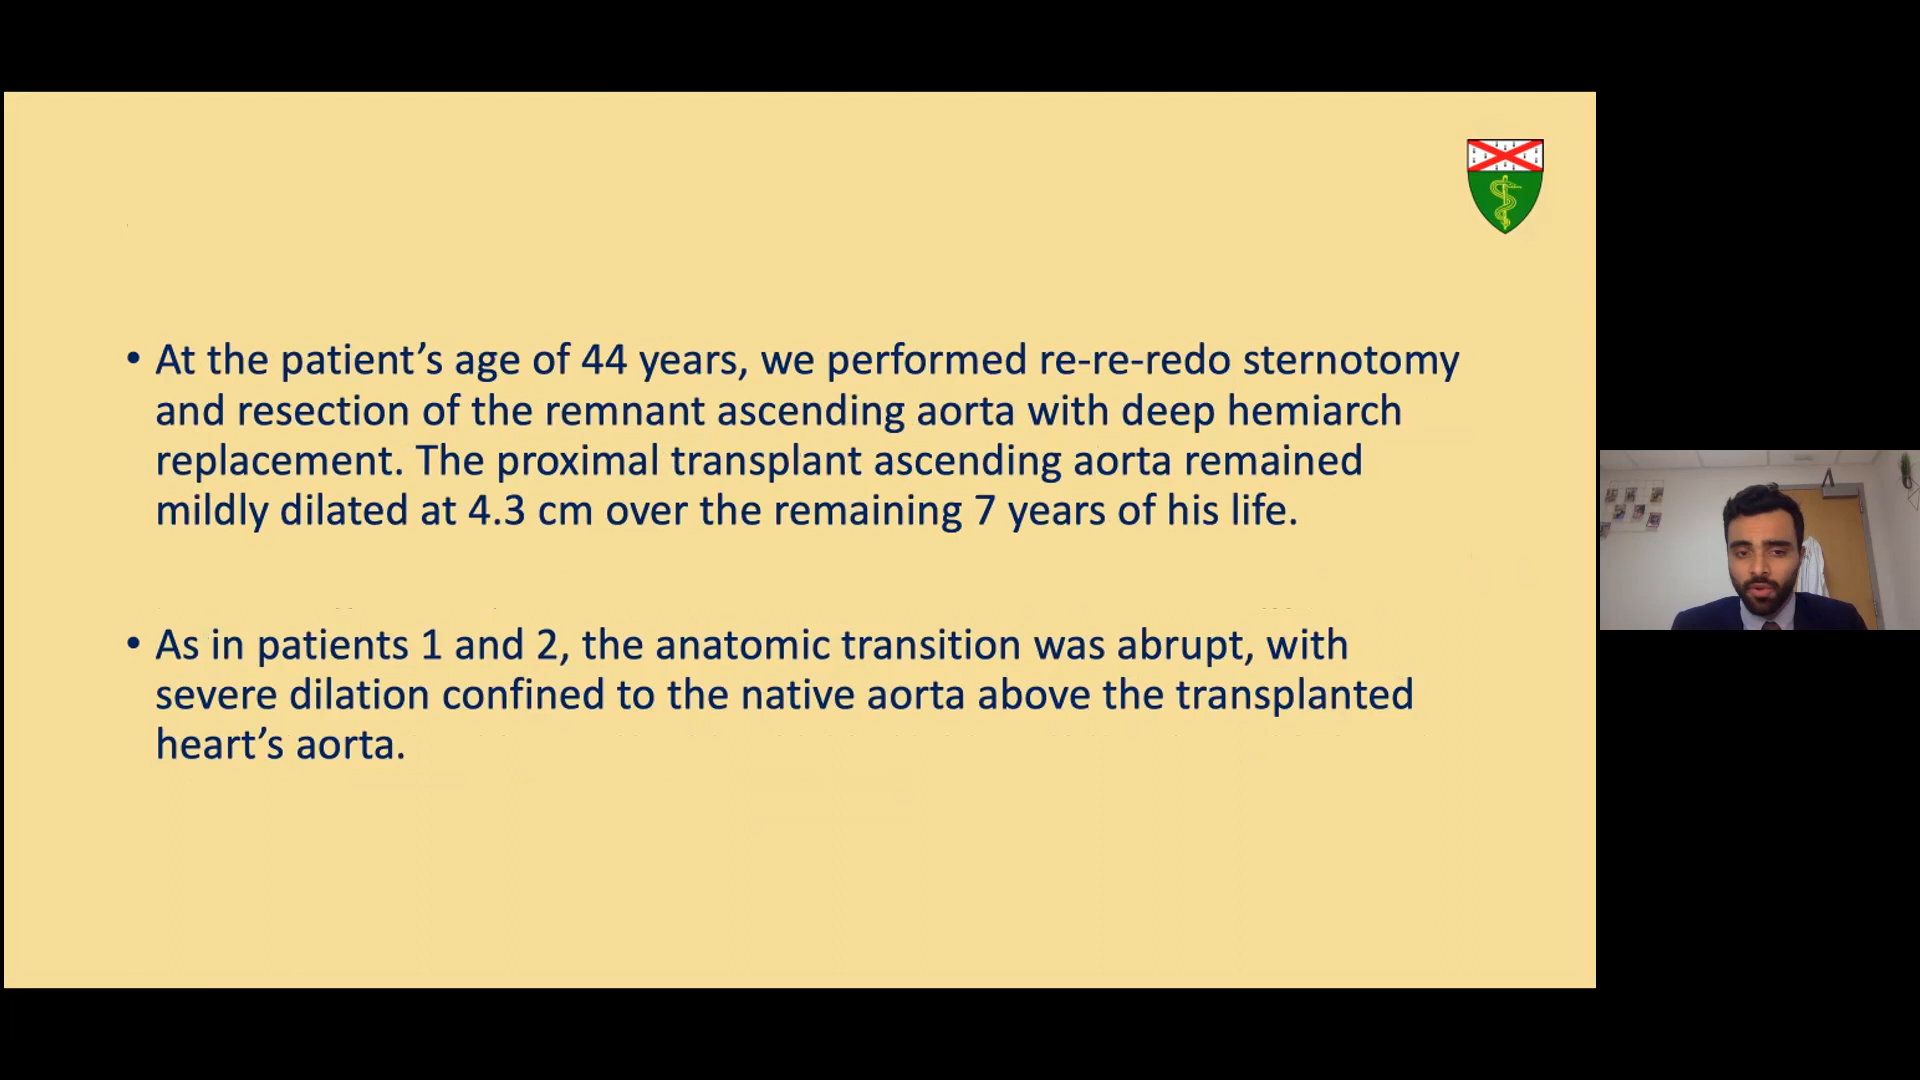 • At the patient’s age of 44 years, we performed re-re-redo sternotomy
and resection of the remnant ascending aorta with deep hemiarch
replacement. The proximal transplant ascending aorta remained
mildly dilated at 4.3 cm over the remaining 7 years of his life.
• As in patients 1 and 2, the anatomic transition was abrupt, with
severe dilation confined to the native aorta above the transplanted
heart’s aorta.